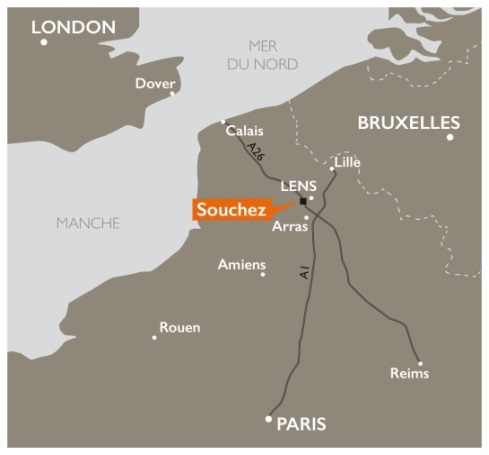 LONDON
MER
DU NORD
Dover
BRUXELLES
Calais
A26
Lille
LENS
Souchez
MANCHE
Arras
Amiens
A1
Rouen
Reims
PARIS